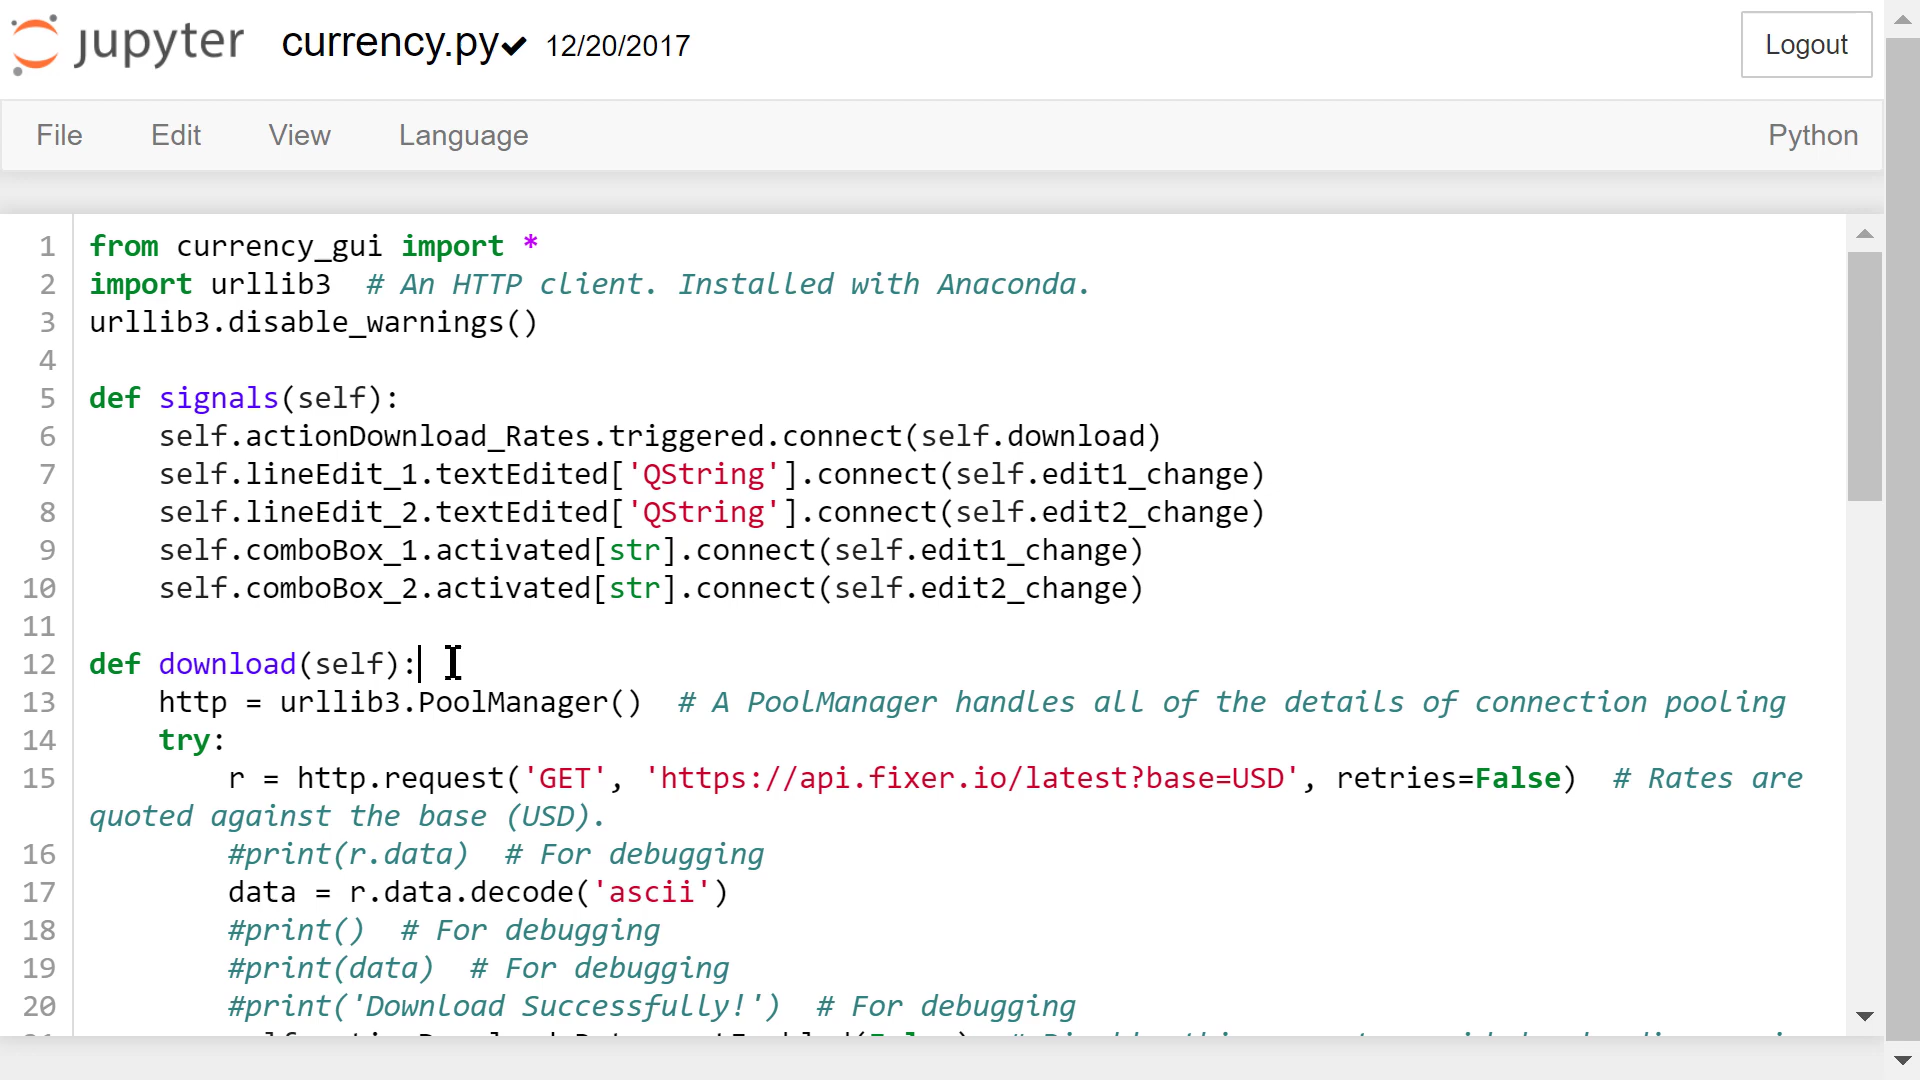 jupyter currency.py✔ 12/20/2017 Logout
File Edit View Language Python
1 from currency_gui import *
2 import urllib3  # An HTTP client. Installed with Anaconda.
3 urllib3.disable_warnings()
4
5 def signals(self):
6     self.actionDownload_Rates.triggered.connect(self.download)
7     self.lineEdit_1.textEdited['QString'].connect(self.edit1_change)
8     self.lineEdit_2.textEdited['QString'].connect(self.edit2_change)
9     self.comboBox_1.activated[str].connect(self.edit1_change)
10     self.comboBox_2.activated[str].connect(self.edit2_change)
11
12 def download(self):
13     http = urllib3.PoolManager()  # A PoolManager handles all of the details of connection pooling
14     try:
15         r = http.request('GET', 'https://api.fixer.io/latest?base=USD', retries=False)  # Rates are
quoted against the base (USD).
16         #print(r.data)  # For debugging
17         data = r.data.decode('ascii')
18         #print()  # For debugging
19         #print(data)  # For debugging
20         #print('Download Successfully!')  # For debugging